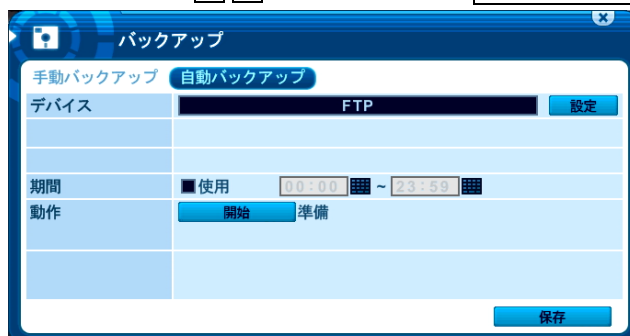 バックアップ
手動バックアップ 自動バックアップ
デバイス FTP 設定
期間 使用 00:00 ~ 23:59
動作 開始 準備
保存